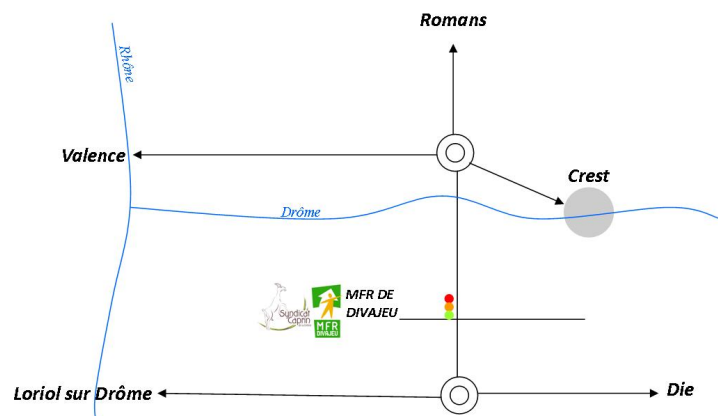 Romans
Rhône
Valence
Crest
Drôme
Syndicat
Caprin
MFR DE
DIVAJEU
MFR
DIVAJEU
Loriol sur Drôme
Die